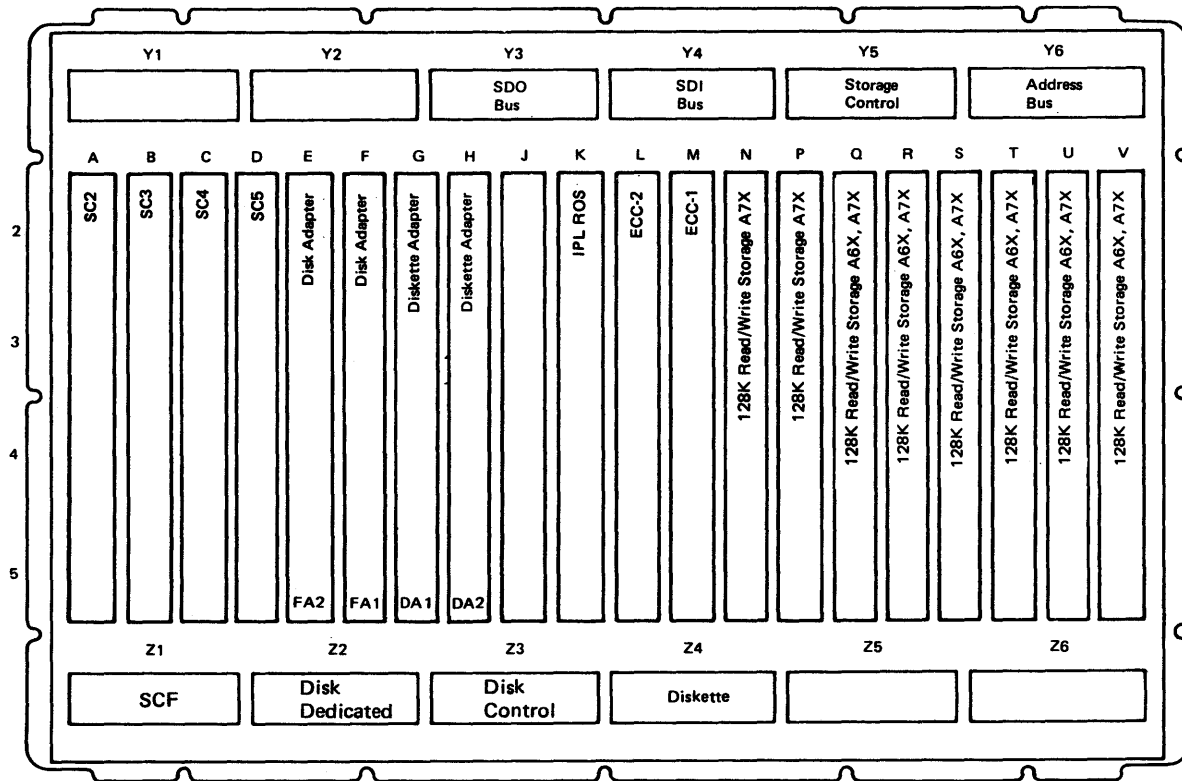 Y1 Y2 Y3 Y4 Y5 Y6
SDO
Bus
SDI
Bus
Storage
Control
Address
Bus
A B C D E F G H J K L M N P Q R S T U V
2
3
4
5
SC2
SC3
SC4
SC5
Disk Adapter
FA2
Disk Adapter
FA1
Diskette Adapter
DA1
Diskette Adapter
DA2
IPL ROS
ECC-2
ECC-1
128K Read/Write Storage A7X
128K Read/Write Storage A7X
128K Read/Write Storage A6X, A7X
128K Read/Write Storage A6X, A7X
128K Read/Write Storage A6X, A7X
128K Read/Write Storage A6X, A7X
128K Read/Write Storage A6X, A7X
128K Read/Write Storage A6X, A7X
Z1 Z2 Z3 Z4 Z5 Z6
SCF
Disk
Dedicated
Disk
Control
Diskette